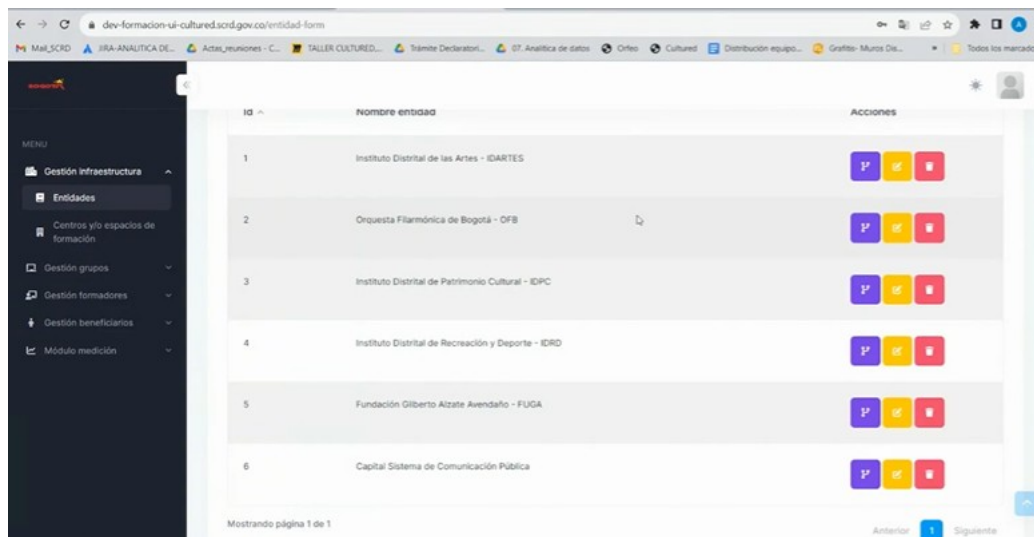 dev-formacion-ui-cultured.scrd.gov.co/entidad-form
Mail_SCRD JIRA-ANALITICA DE... Actas_reuniones - C... TALLER CULTURED... Trámite Declaratori... 07. Analítica de datos Orfeo Cultured Distribución equipo... Grafitto- Muros Dis... Todos los marcado
BOGOTÁ
Id Nombre entidad Acciones
MENU
Gestión infraestructura
Entidades
Centros y/o espacios de
formación
Gestión grupos
Gestión formadores
Gestión beneficiarios
Módulo medición
1 Instituto Distrital de las Artes - IDARTES
2 Orquesta Filarmónica de Bogotá - OFB
3 Instituto Distrital de Patrimonio Cultural - IDPC
4 Instituto Distrital de Recreación y Deporte - IDRD
5 Fundación Gilberto Alzate Avendaño - FUGA
6 Capital Sistema de Comunicación Pública
Mostrando página 1 de 1
Anterior 1 Siguiente